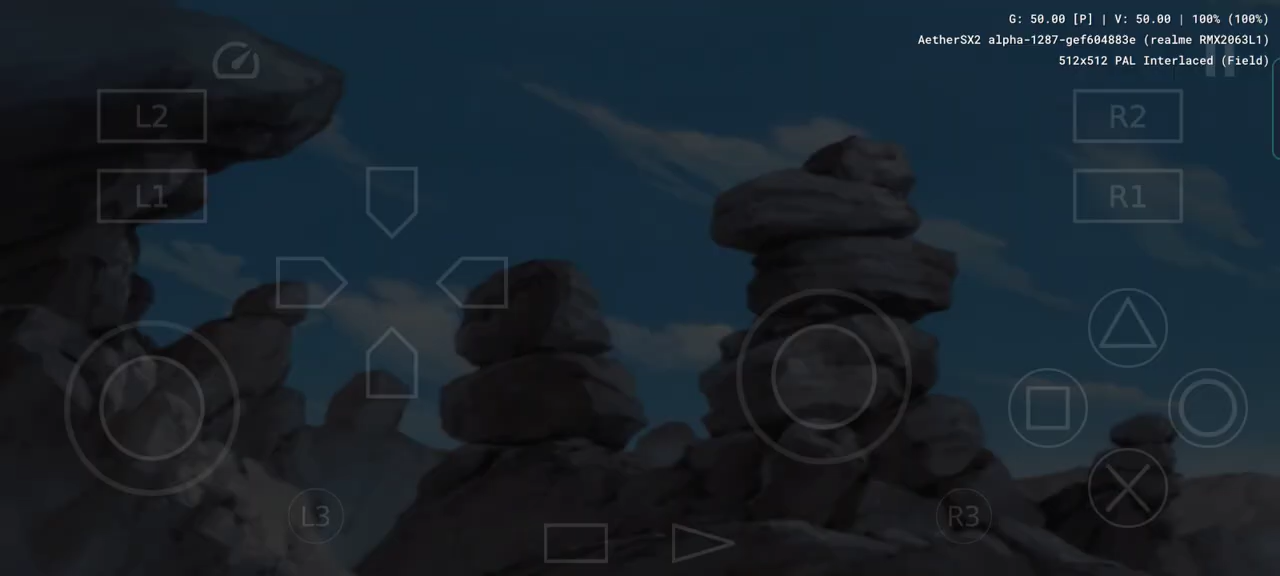 G: 50.00 [P] | V: 50.00 | 100% (100%)
AetherSX2 alpha-1287-gef604883e (realme RMX2063L1)
512x512 PAL Interlaced (Field)
L2
R2
L1
R1
L3
R3